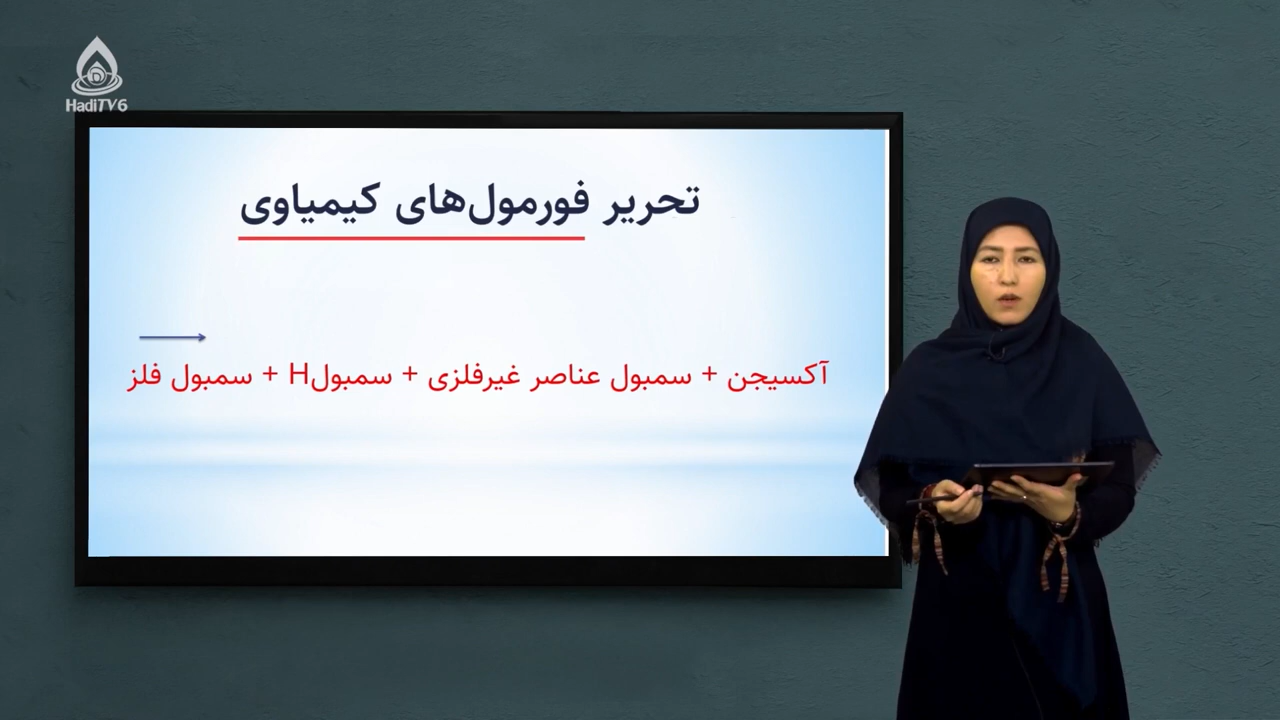 HadiTV6
تحریر فورمول‌های کیمیاوی
آکسیجن + سمبول عناصر غیرفلزی + سمبولH + سمبول فلز